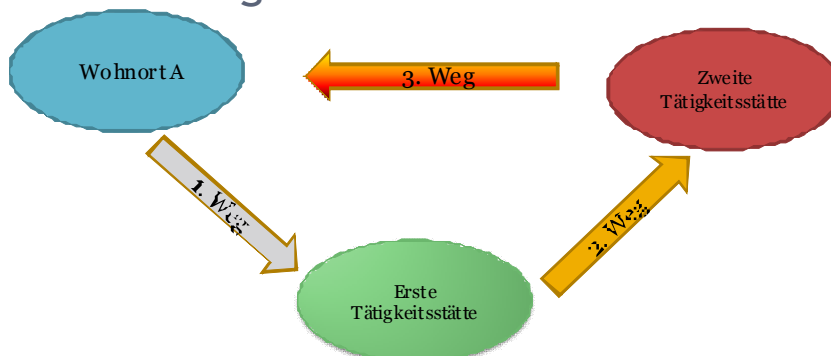 Wohnort A
3. Weg
Zweite
Tätigkeitsstätte
1. Weg
2. Weg
Erste
Tätigkeitsstätte